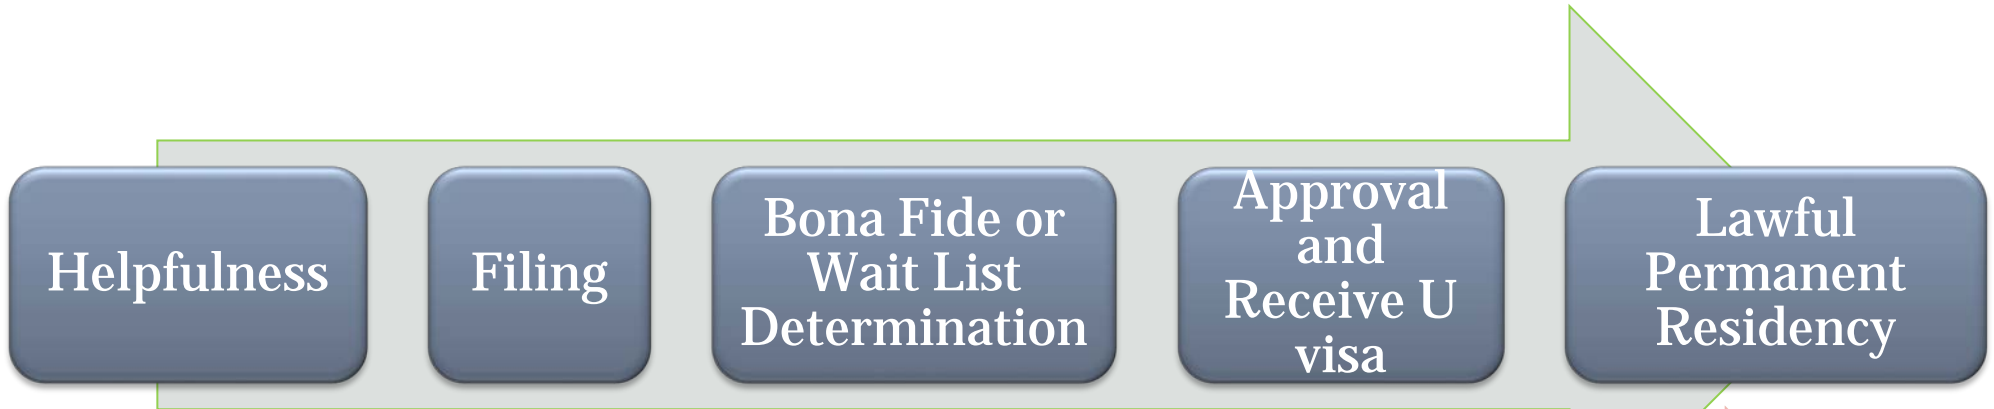 Helpfulness
Filing
Bona Fide or
Wait List
Determination
Approval
and
Receive U
visa
Lawful
Permanent
Residency